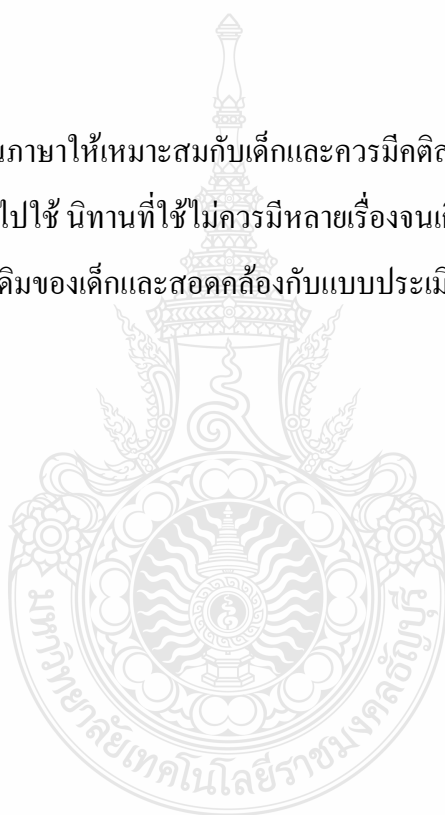 นภาษาให้เหมาะสมกับเด็กและควรมีคติส
ไปใช้ นิทานที่ใช้ไม่ควรมีหลายเรื่องจนเ
ดิมของเด็กและสอดคล้องกับแบบประเมิ
มหาวิทยาลัยเทคโนโลยีราชมงคลธัญบุรี